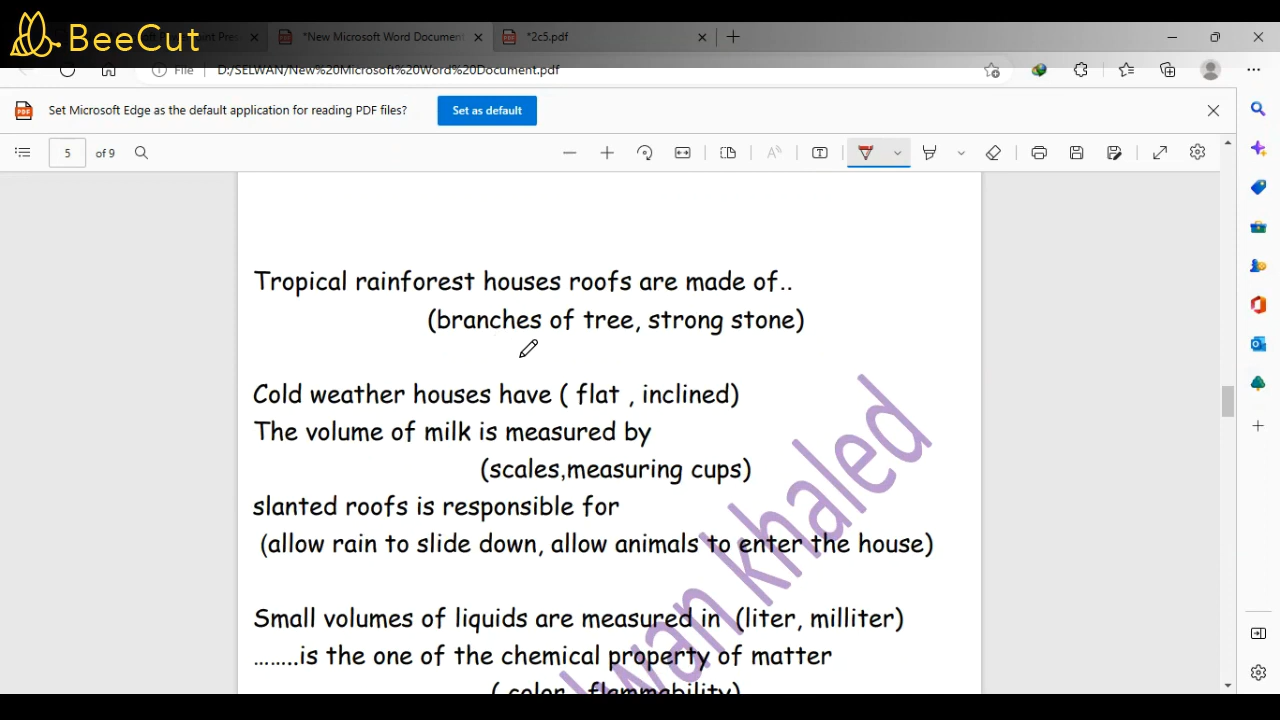 BeeCut
*New Microsoft Word Document
*2c5.pdf
File
D:/SELWAN/New%20Microsoft%20Word%20Document.pdf
Set Microsoft Edge as the default application for reading PDF files?
Set as default
5 of 9
Tropical rainforest houses roofs are made of..
(branches of tree, strong stone)
Cold weather houses have ( flat , inclined)
The volume of milk is measured by
(scales,measuring cups)
slanted roofs is responsible for
(allow rain to slide down, allow animals to enter the house)
Small volumes of liquids are measured in (liter, milliter)
……..is the one of the chemical property of matter
( color , flemmability)
wan khaled